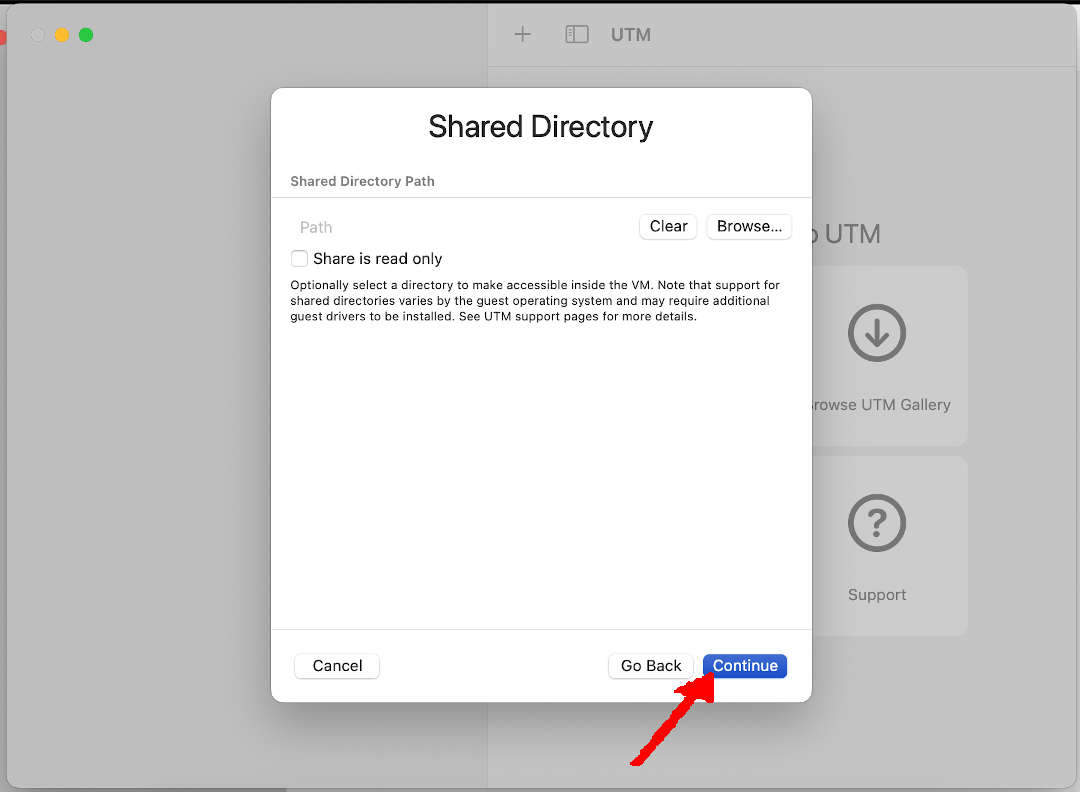 UTM
Shared Directory
Shared Directory Path
Path
Clear
Browse...
Share is read only
Optionally select a directory to make accessible inside the VM. Note that support for
shared directories varies by the guest operating system and may require additional
guest drivers to be installed. See UTM support pages for more details.
UTM
rowse UTM Gallery
Support
Cancel
Go Back
Continue